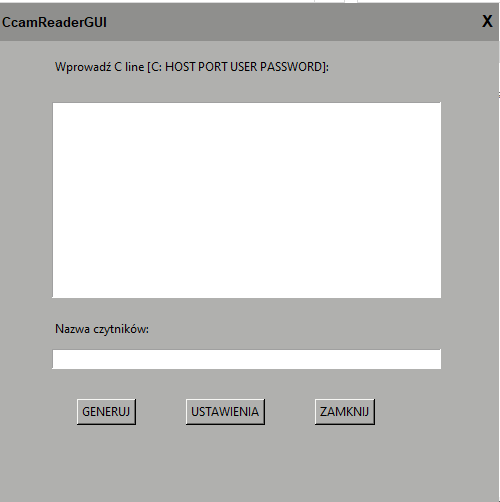 CcamReaderGUI X
Wprowadź C line [C: HOST PORT USER PASSWORD]:
Nazwa czytników:
GENERUJ USTAWIENIA ZAMKNIJ